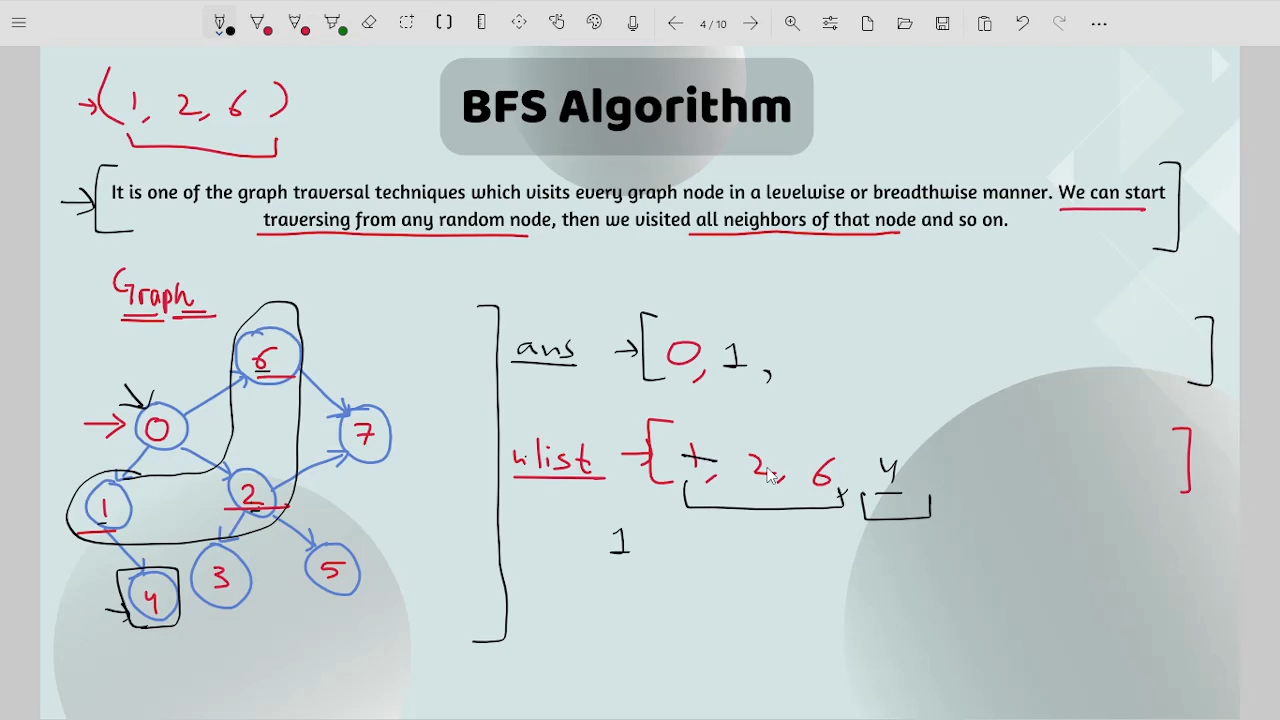 4 / 10
(1, 2, 6)
BFS Algorithm
It is one of the graph traversal techniques which visits every graph node in a levelwise or breadthwise manner. We can start
traversing from any random node, then we visited all neighbors of that node and so on.
Graph
6
0
7
1
2
4
3
5
ans → [0, 1, ]
→ [1, 2, 6, 4 ]
1